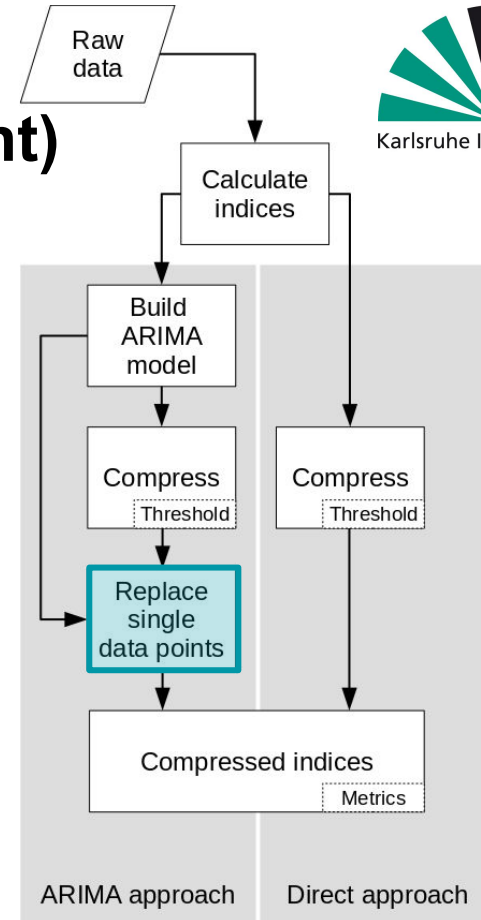 Raw
data
nt)
Karlsruhe I
Calculate
indices
Build
ARIMA
model
Compress
Threshold
Compress
Threshold
Replace
single
data points
Compressed indices
Metrics
ARIMA approach
Direct approach